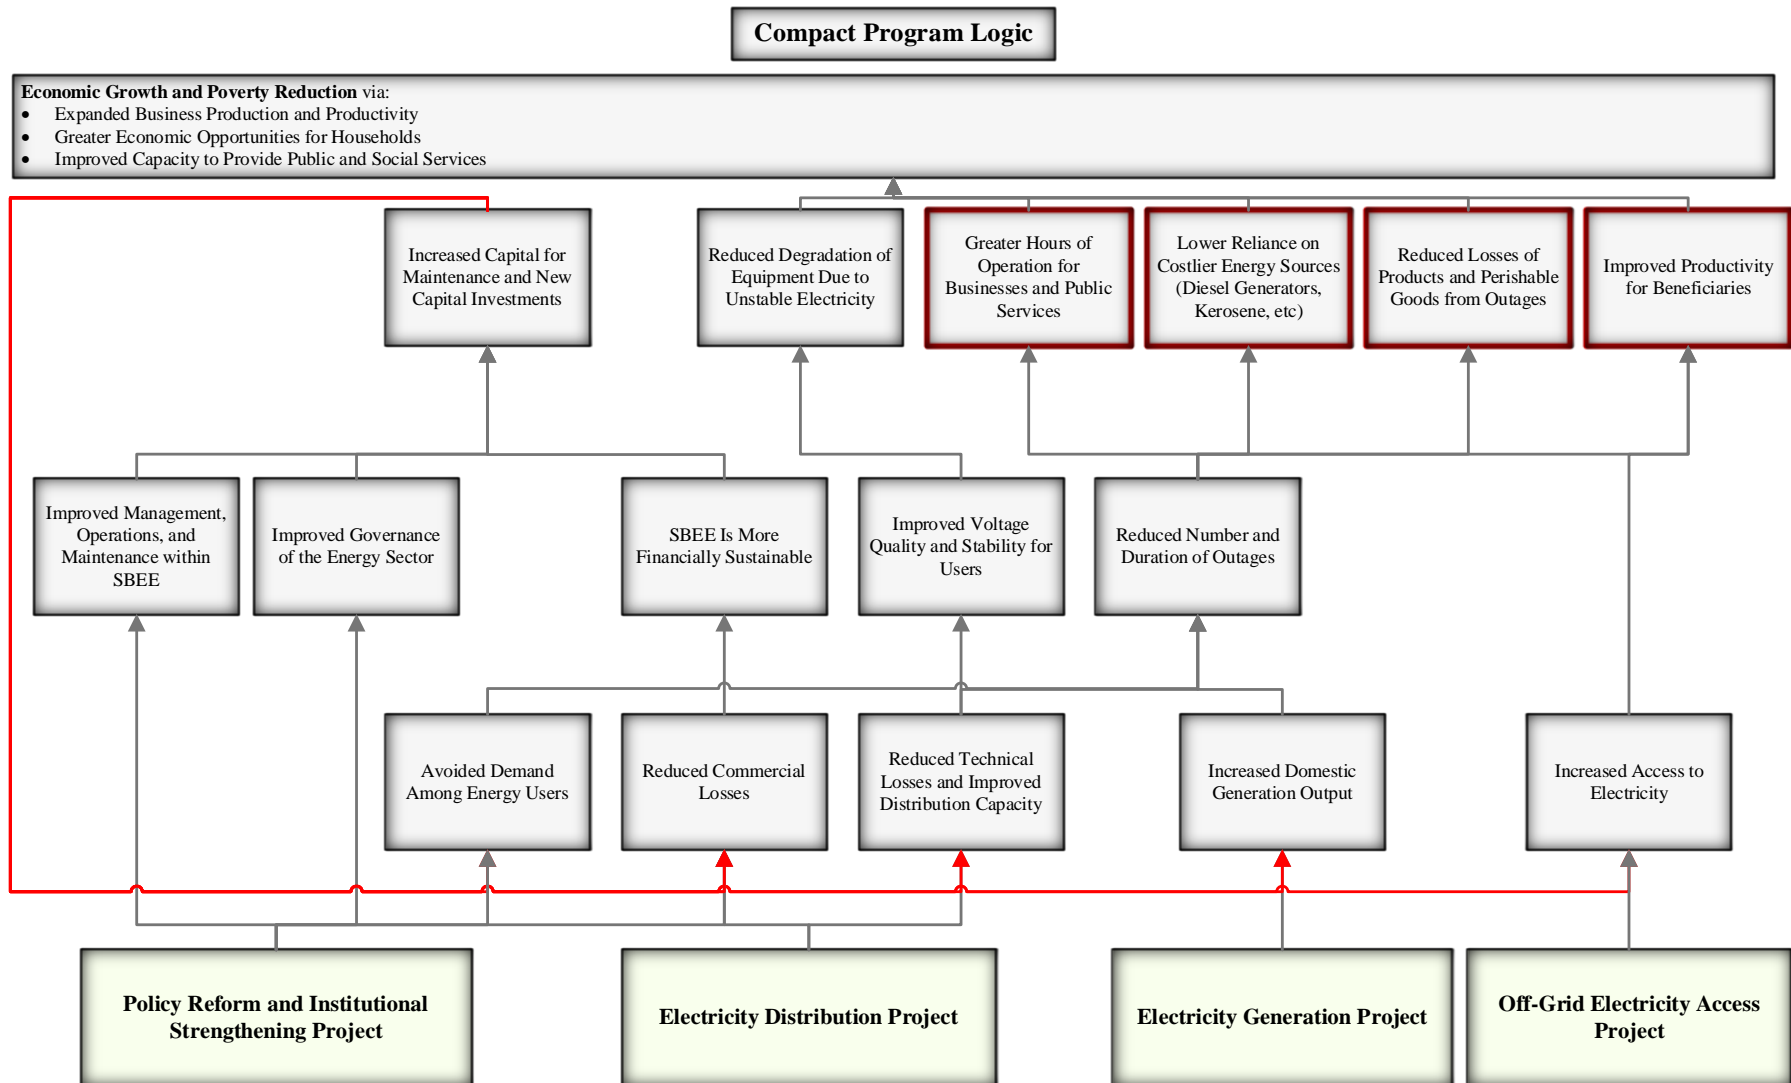 Compact Program Logic
Economic Growth and Poverty Reduction via:
• Expanded Business Production and Productivity
• Greater Economic Opportunities for Households
• Improved Capacity to Provide Public and Social Services
Increased Capital for
Maintenance and New
Capital Investments
Reduced Degradation of
Equipment Due to
Unstable Electricity
Greater Hours of
Operation for
Businesses and Public
Services
Lower Reliance on
Costlier Energy Sources
(Diesel Generators,
Kerosene, etc)
Reduced Losses of
Products and Perishable
Goods from Outages
Improved Productivity
for Beneficiaries
Improved Management,
Operations, and
Maintenance within
SBEE
Improved Governance
of the Energy Sector
SBEE Is More
Financially Sustainable
Improved Voltage
Quality and Stability for
Users
Reduced Number and
Duration of Outages
Avoided Demand
Among Energy Users
Reduced Commercial
Losses
Reduced Technical
Losses and Improved
Distribution Capacity
Increased Domestic
Generation Output
Increased Access to
Electricity
Policy Reform and Institutional
Strengthening Project
Electricity Distribution Project
Electricity Generation Project
Off-Grid Electricity Access
Project